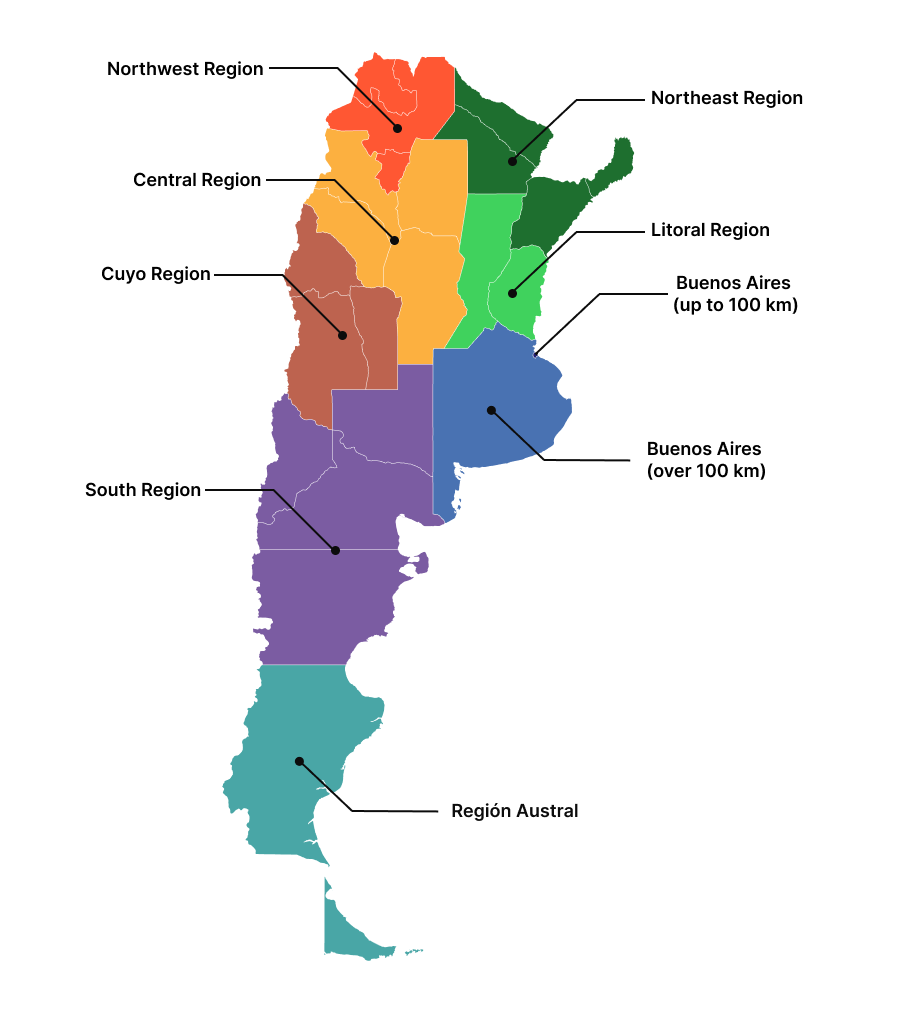 Northwest Region
Northeast Region
Central Region
Litoral Region
Cuyo Region
Buenos Aires
(up to 100 km)
Buenos Aires
(over 100 km)
South Region
Región Austral